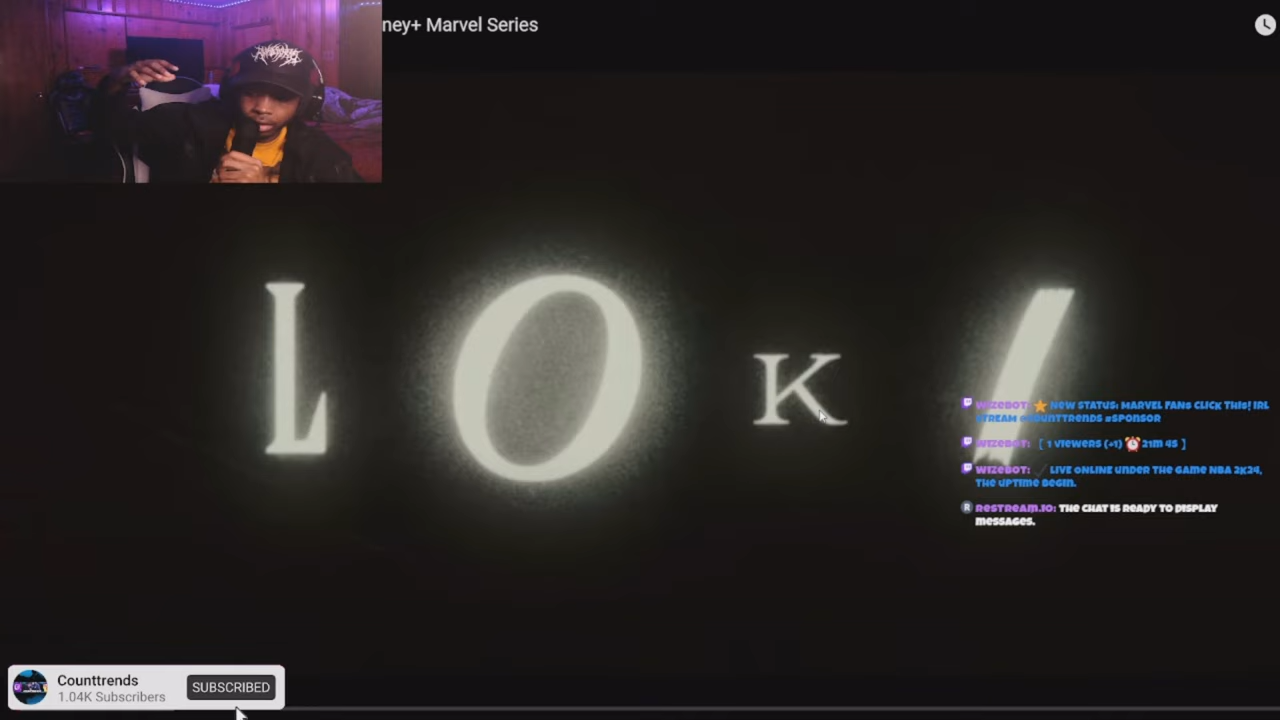 ney+ Marvel Series
LOKI
WIZEBOT: ⭐ NEW STATUS: MARVEL FANS CLICK THIS! IRL
STREAM @COUNTTRENDS #SPONSOR
WIZEBOT: [ 1 VIEWERS (+1) ⏰ 21M 4S ]
WIZEBOT: ✓ LIVE ONLINE UNDER THE GAME NBA 2K24,
THE UPTIME BEGIN.
RESTREAM.IO: THE CHAT IS READY TO DISPLAY
MESSAGES.
Counttrends
1.04K Subscribers
SUBSCRIBED